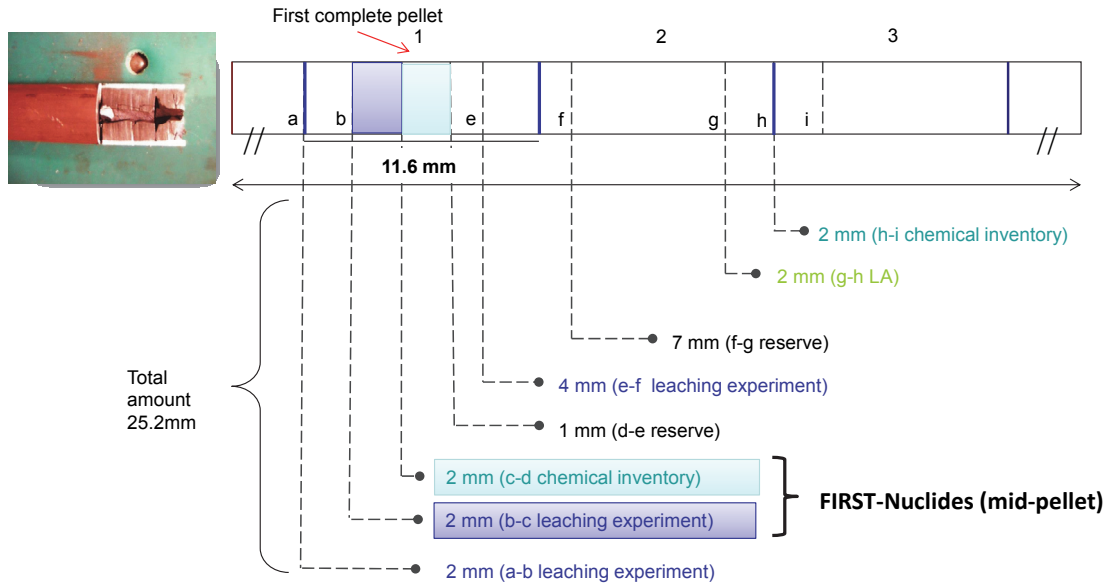 First complete pellet
1
2
3
a
b
e
f
g
h
i
11.6 mm
2 mm (h-i chemical inventory)
2 mm (g-h LA)
7 mm (f-g reserve)
Total
amount
25.2mm
4 mm (e-f  leaching experiment)
1 mm (d-e reserve)
2 mm (c-d chemical inventory)
FIRST-Nuclides (mid-pellet)
2 mm (b-c leaching experiment)
2 mm (a-b leaching experiment)